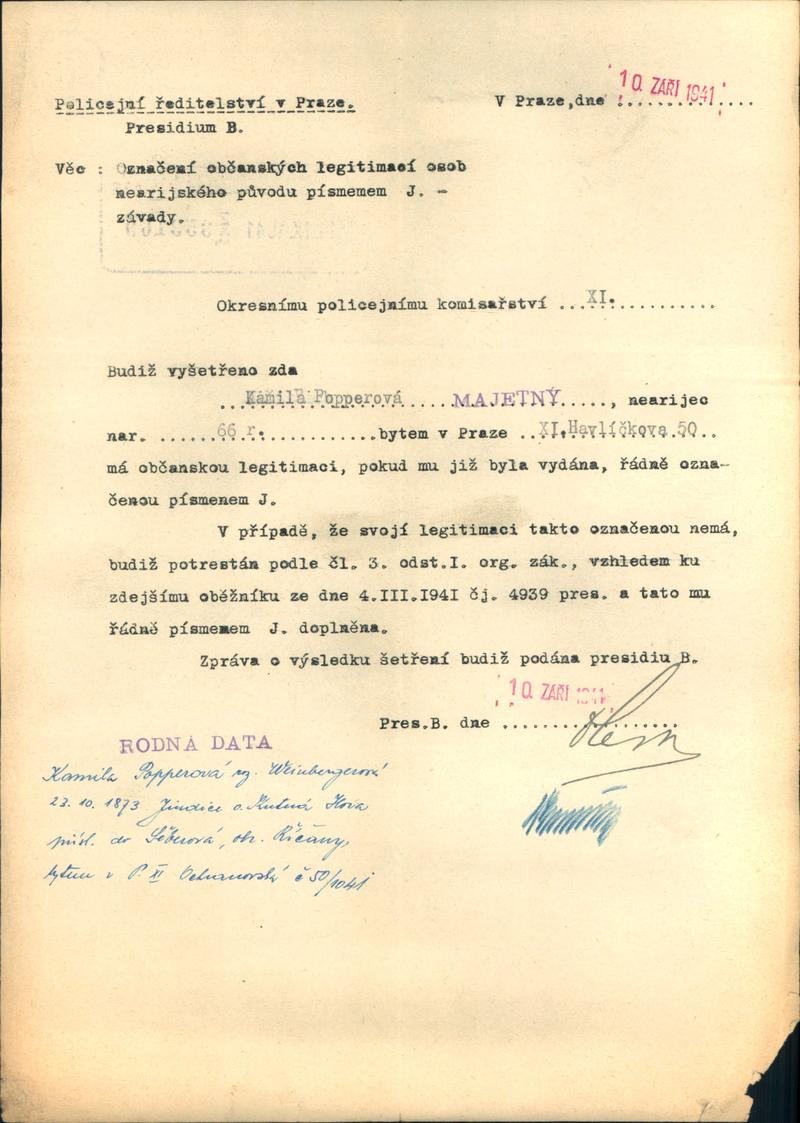 Policejní ředitelství v Praze.
V Praze, dne 10. ZÁŘÍ 1941
Presidium B.
Věc : Označení občanských legitimací osob
nearijského původu písmemem J. -
závady.
Okresnímu policejnímu komisařství ...XI.............
Budiž vyšetřeno zda
...Kamila Popperová.....MAJETNÝ....., nearijec
nar. .......66 r.............bytem v Praze ..XI.Havlíčkova 50..
má občanskou legitimaci, pokud mu již byla vydána, řádně ozna-
čenou písmenem J.
V případě, že svojí legitimaci takto označenou nemá,
budiž potrestán podle čl. 3. odst.I. org. zák., vzhledem ku
zdejšímu oběžníku ze dne 4.III.1941 čj. 4939 pres. a tato mu
řádně písmenem J. doplněna.
Zpráva o výsledku šetření budiž podána presidiu B.
10. ZÁŘÍ 1941
Pres.B. dne ....................
RODNÁ DATA
Kamila Popperová roz. Weinbergerová
23. 10. 1873 Jindice o. Kutná Hora
přísl. do , okr. Říčany
bytem v P. XI č 50/1041